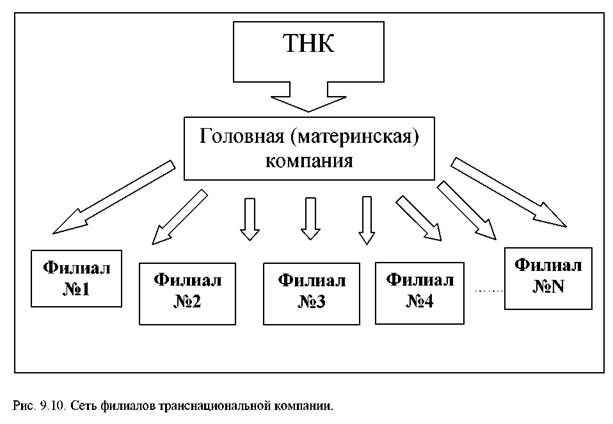 ТНК
Головная (материнская)
компания
Филиал
№1
Филиал
№2
Филиал
№3
Филиал
№4
........
Филиал
№N
Рис. 9.10. Сеть филиалов транснациональной компании.